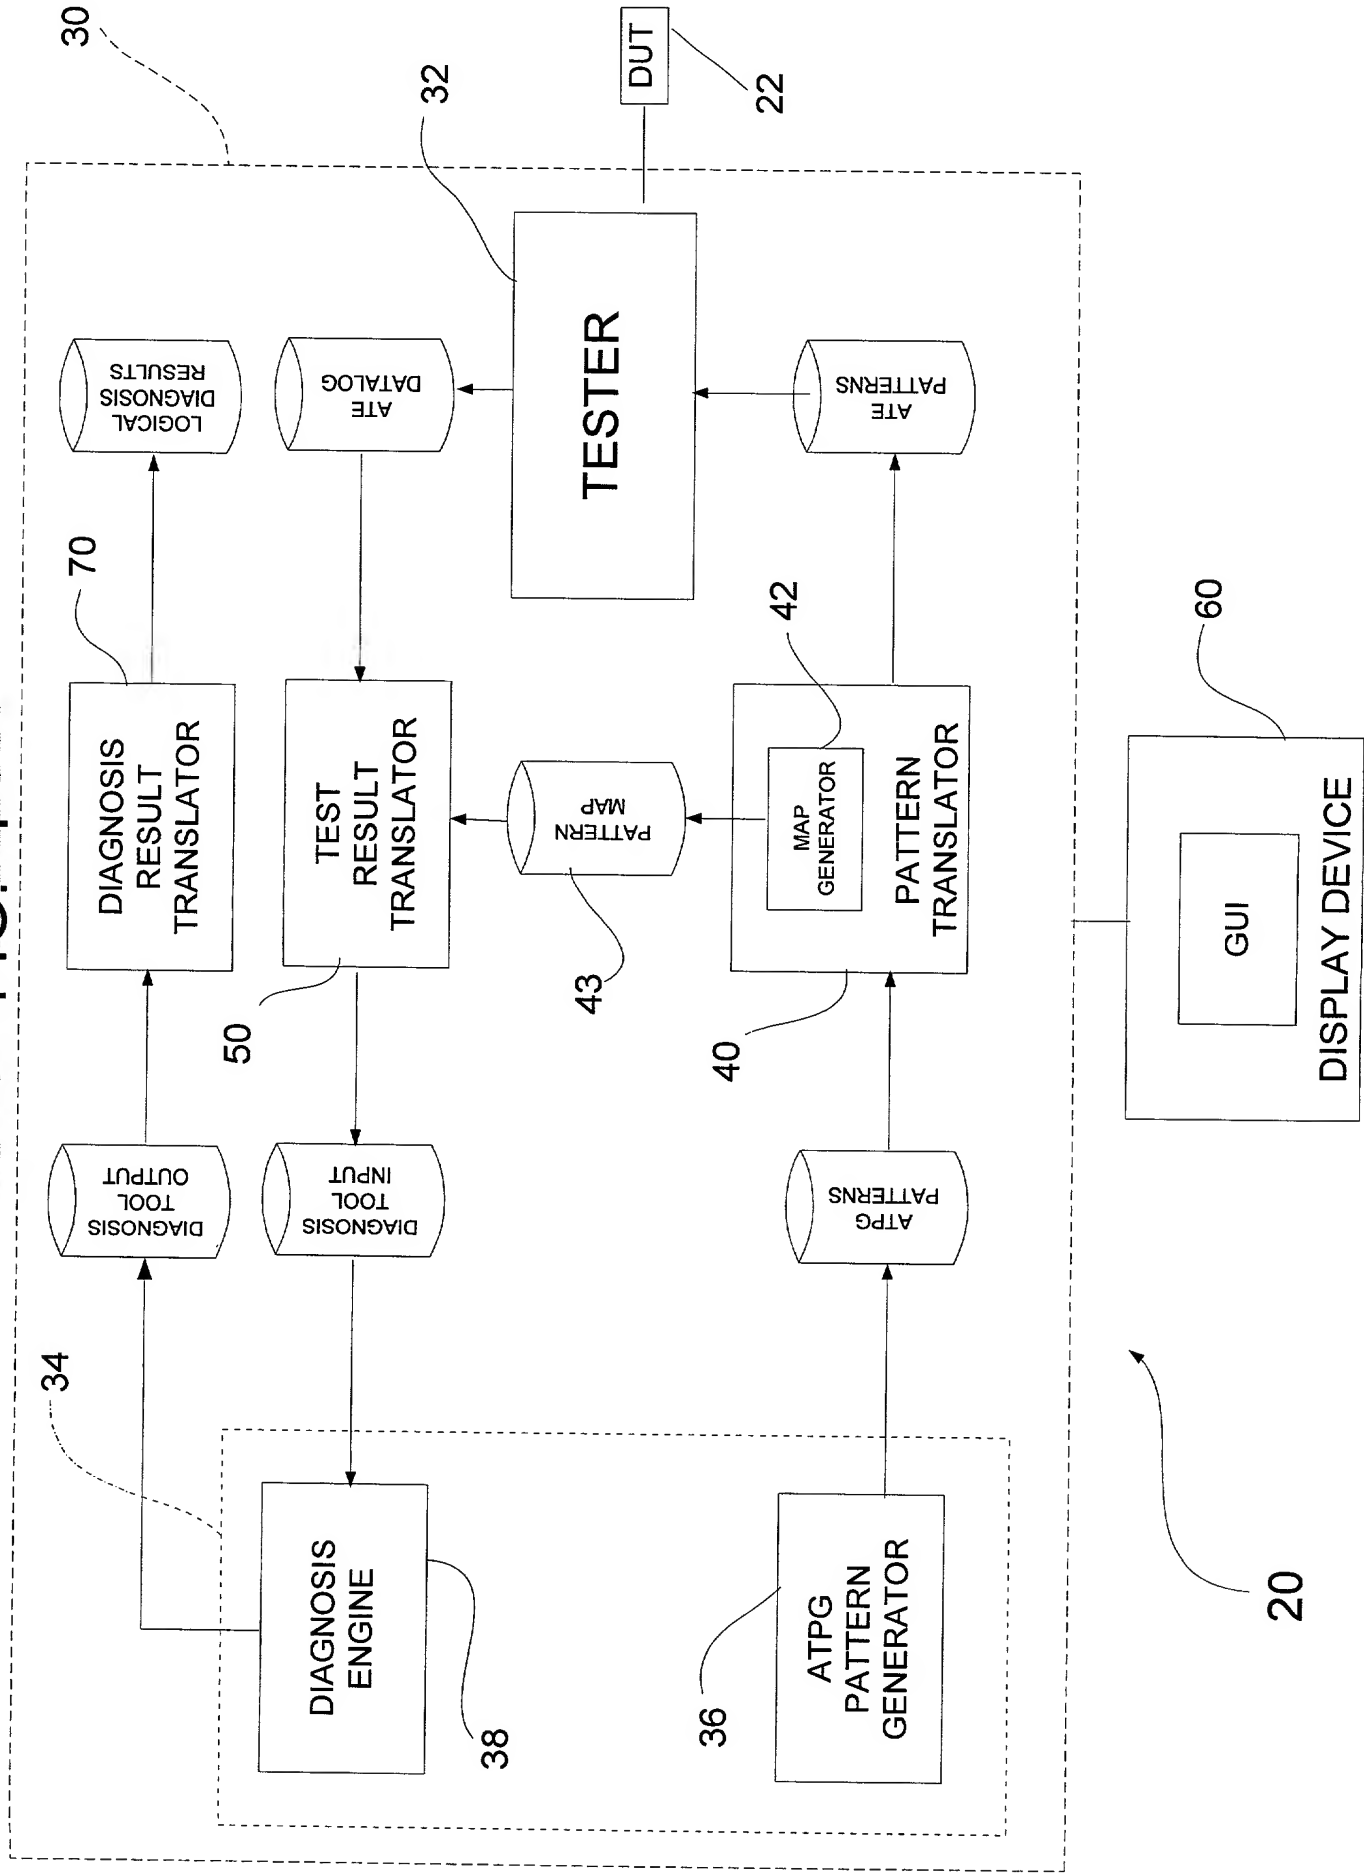 30
32
DUT
22
LOGICAL
DIAGNOSIS
RESULTS
ATE
DATALOG
TESTER
ATE
PATTERNS
70
DIAGNOSIS
RESULT
TRANSLATOR
TEST
RESULT
TRANSLATOR
50
PATTERN
MAP
43
42
MAP
GENERATOR
PATTERN
TRANSLATOR
40
60
GUI
DISPLAY DEVICE
DIAGNOSIS
TOOL
OUTPUT
DIAGNOSIS
TOOL
INPUT
ATPG
PATTERNS
34
DIAGNOSIS
ENGINE
38
36
ATPG
PATTERN
GENERATOR
20